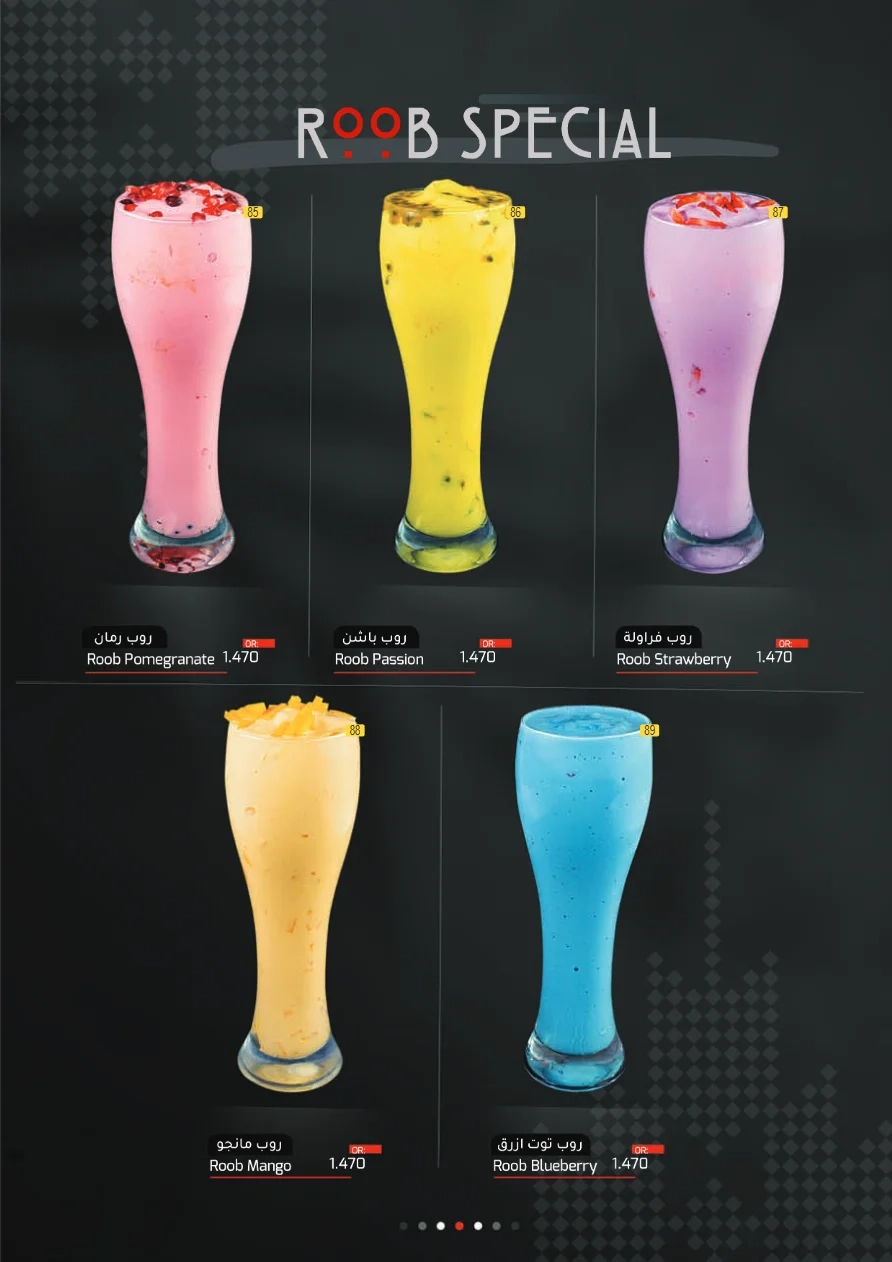 ROOB SPECIAL
85
86
87
روب رمان
OR:
Roob Pomegranate 1.470
روب باشن
OR:
Roob Passion 1.470
روب فراولة
OR:
Roob Strawberry 1.470
88
89
روب مانجو
OR:
Roob Mango 1.470
روب توت ازرق
OR:
Roob Blueberry 1.470